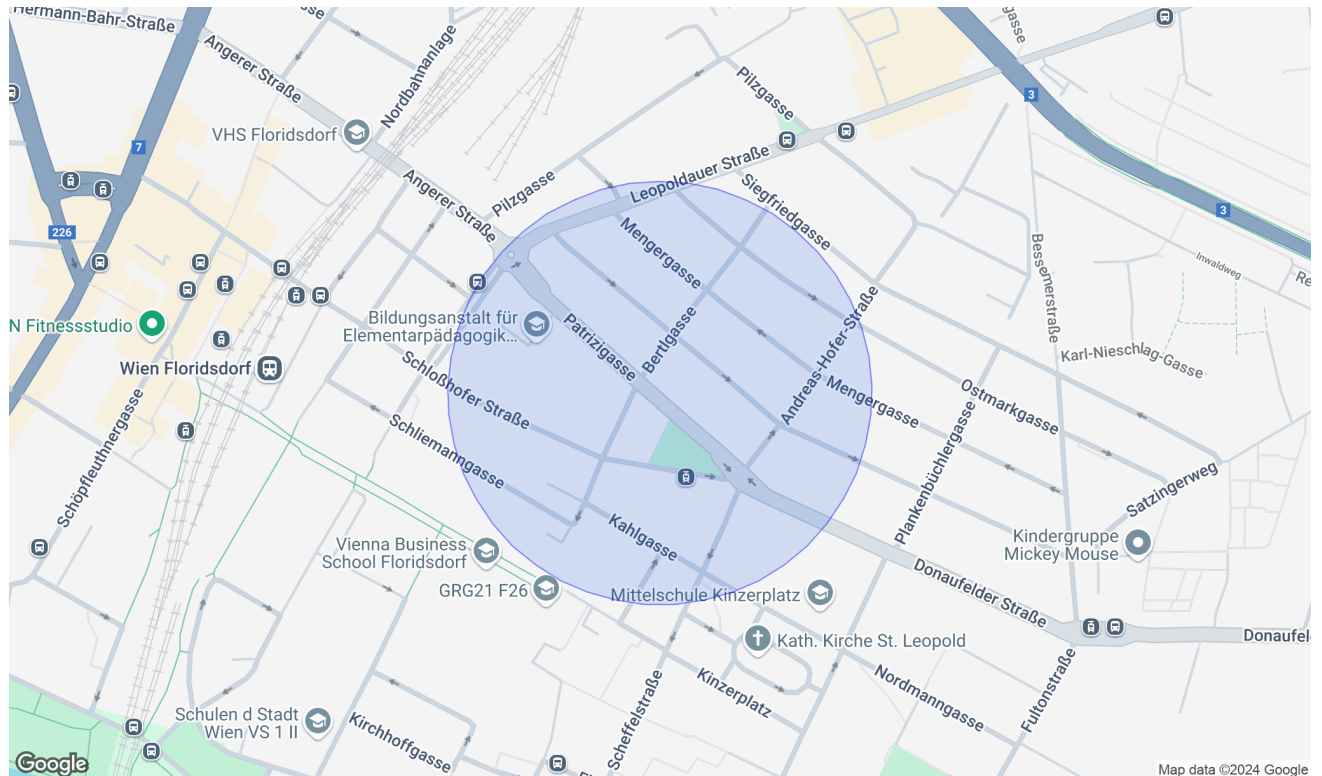 Hermann-Bahr-Straße
Angerer Straße
Nordbahnanlage
Pilzgasse
3
7
VHS Floridsdorf
Leopoldauer Straße
Angerer Straße
Pilzgasse
Siegfriedgasse
3
226
Mengergasse
Bessemerstraße
Inwaldweg
N Fitnessstudio
Bildungsanstalt für
Elementarpädagogik...
Patrizigasse
Bertlgasse
Andreas-Hofer-Straße
Karl-Nieschlag-Gasse
Wien Floridsdorf
Schloßhofer Straße
Mengergasse
Ostmarkgasse
Schöpfleuthnergasse
Schliemanngasse
Plankenbüchlergasse
Satzingerweg
Kahlgasse
Vienna Business
School Floridsdorf
Kindergruppe
Mickey Mouse
GRG21 F26
Mittelschule Kinzerplatz
Donaufelder Straße
Kath. Kirche St. Leopold
Donaufel
Kinzerplatz
Nordmanngasse
Fultonstraße
Scheffelstraße
Schulen d Stadt
Wien VS 1 II
Kirchhoffgasse
Google
Map data ©2024 Google